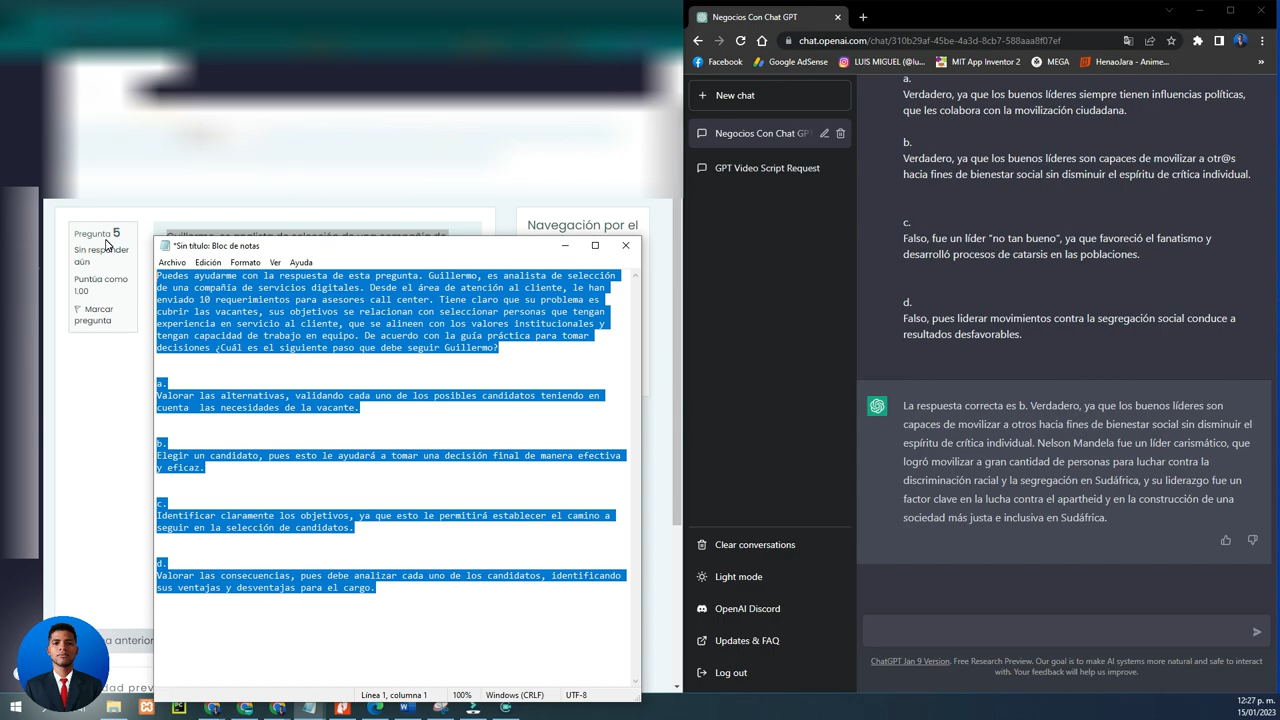 Pregunta 5
Sin responder
aún
Puntúa como
1.00
Marcar
pregunta
Navegación por el
*Sin título: Bloc de notas
Archivo Edición Formato Ver Ayuda
Puedes ayudarme con la respuesta de esta pregunta. Guillermo, es analista de selección
de una compañía de servicios digitales. Desde el área de atención al cliente, le han
enviado 10 requerimientos para asesores call center. Tiene claro que su problema es
cubrir las vacantes, sus objetivos se relacionan con seleccionar personas que tengan
experiencia en servicio al cliente, que se alineen con los valores institucionales y
tengan capacidad de trabajo en equipo. De acuerdo con la guía práctica para tomar
decisiones ¿Cuál es el siguiente paso que debe seguir Guillermo?
a.
Valorar las alternativas, validando cada uno de los posibles candidatos teniendo en
cuenta las necesidades de la vacante.
b.
Elegir un candidato, pues esto le ayudará a tomar una decisión final de manera efectiva
y eficaz.
c.
Identificar claramente los objetivos, ya que esto le permitirá establecer el camino a
seguir en la selección de candidatos.
d.
Valorar las consecuencias, pues debe analizar cada uno de los candidatos, identificando
sus ventajas y desventajas para el cargo.
Línea 1, columna 1 100% Windows (CRLF) UTF-8
a anterior
dad prev
Negocios Con Chat GPT
chat.openai.com/chat/310b29af-45be-4a3d-8cb7-588aaa8f07ef
Facebook Google AdSense LUIS MIGUEL (@lu... MIT App Inventor 2 MEGA HenaoJara - Anime... »
New chat
Negocios Con Chat GPT
GPT Video Script Request
Clear conversations
Light mode
OpenAI Discord
Updates & FAQ
Log out
a.
Verdadero, ya que los buenos líderes siempre tienen influencias políticas,
que les colabora con la movilización ciudadana.
b.
Verdadero, ya que los buenos líderes son capaces de movilizar a otr@s
hacia fines de bienestar social sin disminuir el espíritu de crítica individual.
c.
Falso, fue un líder “no tan bueno”, ya que favoreció el fanatismo y
desarrolló procesos de catarsis en las poblaciones.
d.
Falso, pues liderar movimientos contra la segregación social conduce a
resultados desfavorables.
La respuesta correcta es b. Verdadero, ya que los buenos líderes son
capaces de movilizar a otros hacia fines de bienestar social sin disminuir el
espíritu de crítica individual. Nelson Mandela fue un líder carismático, que
logró movilizar a gran cantidad de personas para luchar contra la
discriminación racial y la segregación en Sudáfrica, y su liderazgo fue un
factor clave en la lucha contra el apartheid y en la construcción de una
sociedad más justa e inclusiva en Sudáfrica.
ChatGPT Jan 9 Version. Free Research Preview. Our goal is to make AI systems more natural and safe to interact
with. Your feedback will help us improve.
12:27 p. m.
15/01/2023